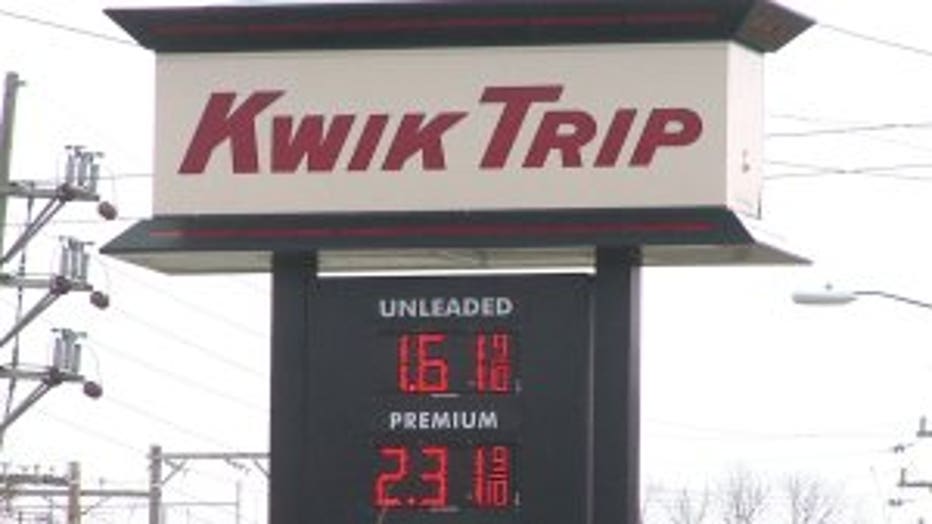 KWIK TRIP
UNLEADED
1.61 9/10
PREMIUM
2.31 9/10